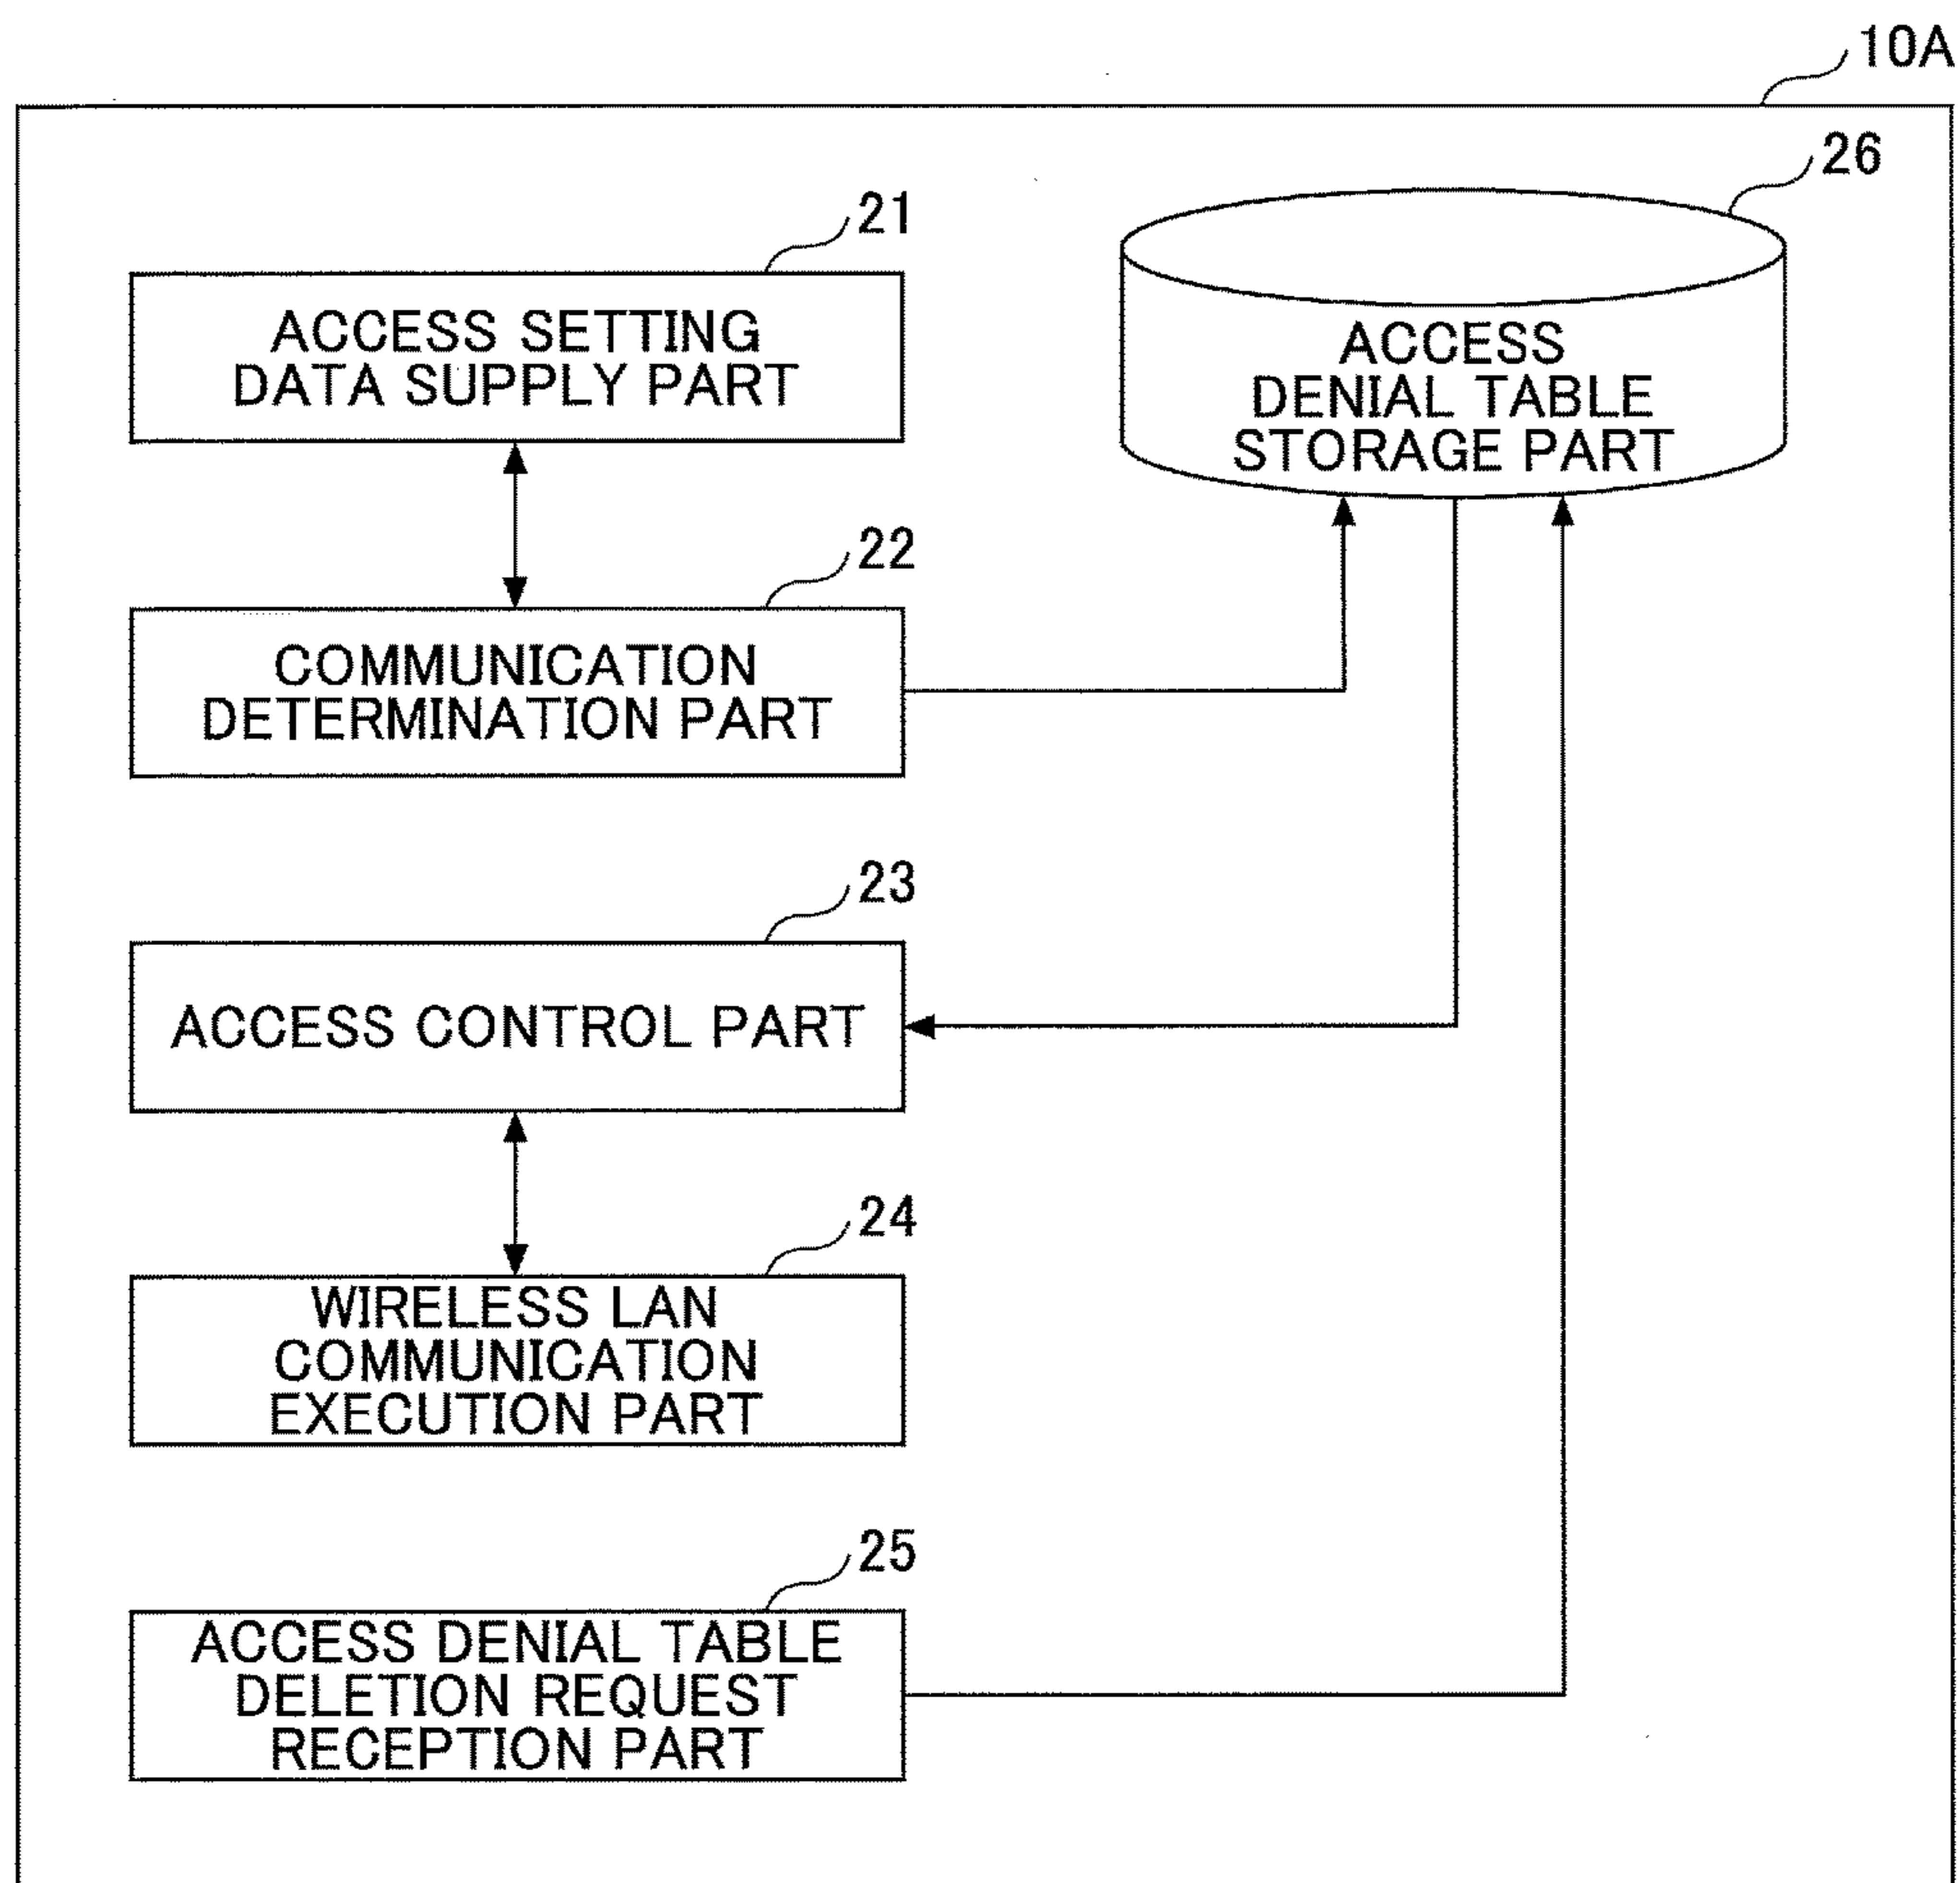 10A
26
21
ACCESS SETTING
DATA SUPPLY PART
ACCESS
DENIAL TABLE
STORAGE PART
22
COMMUNICATION
DETERMINATION PART
23
ACCESS CONTROL PART
24
WIRELESS LAN
COMMUNICATION
EXECUTION PART
25
ACCESS DENIAL TABLE
DELETION REQUEST
RECEPTION PART